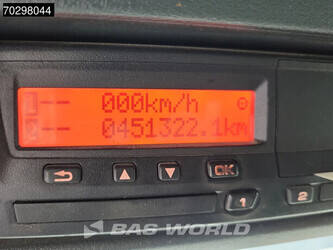 70298044
-- 000km/h
-- 0451322.1km
OK
1
2
BAS WORLD